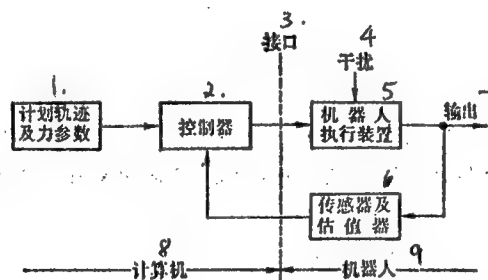 3.
接口
4
干扰
1.
计划轨迹
及力参数
2.
控制器
5
机器人
执行装置
7
输出
6
传感器及
估值器
8
计算机
9
机器人